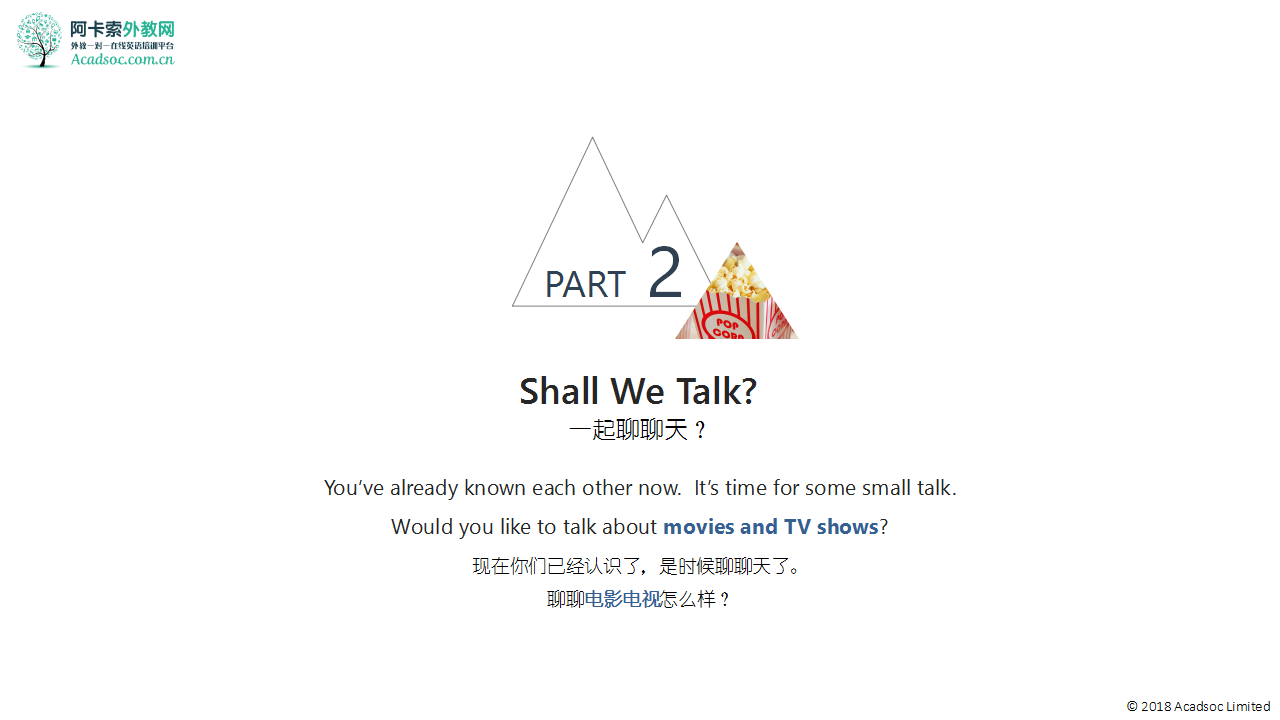 阿卡索外教网
外教一对一在线英语培训平台
Acadsoc.com.cn
PART 2
POP
CORN
Shall We Talk?
一起聊聊天？
You've already known each other now. It's time for some small talk.
Would you like to talk about movies and TV shows?
现在你们已经认识了，是时候聊聊天了。
聊聊电影电视怎么样？
© 2018 Acadsoc Limited